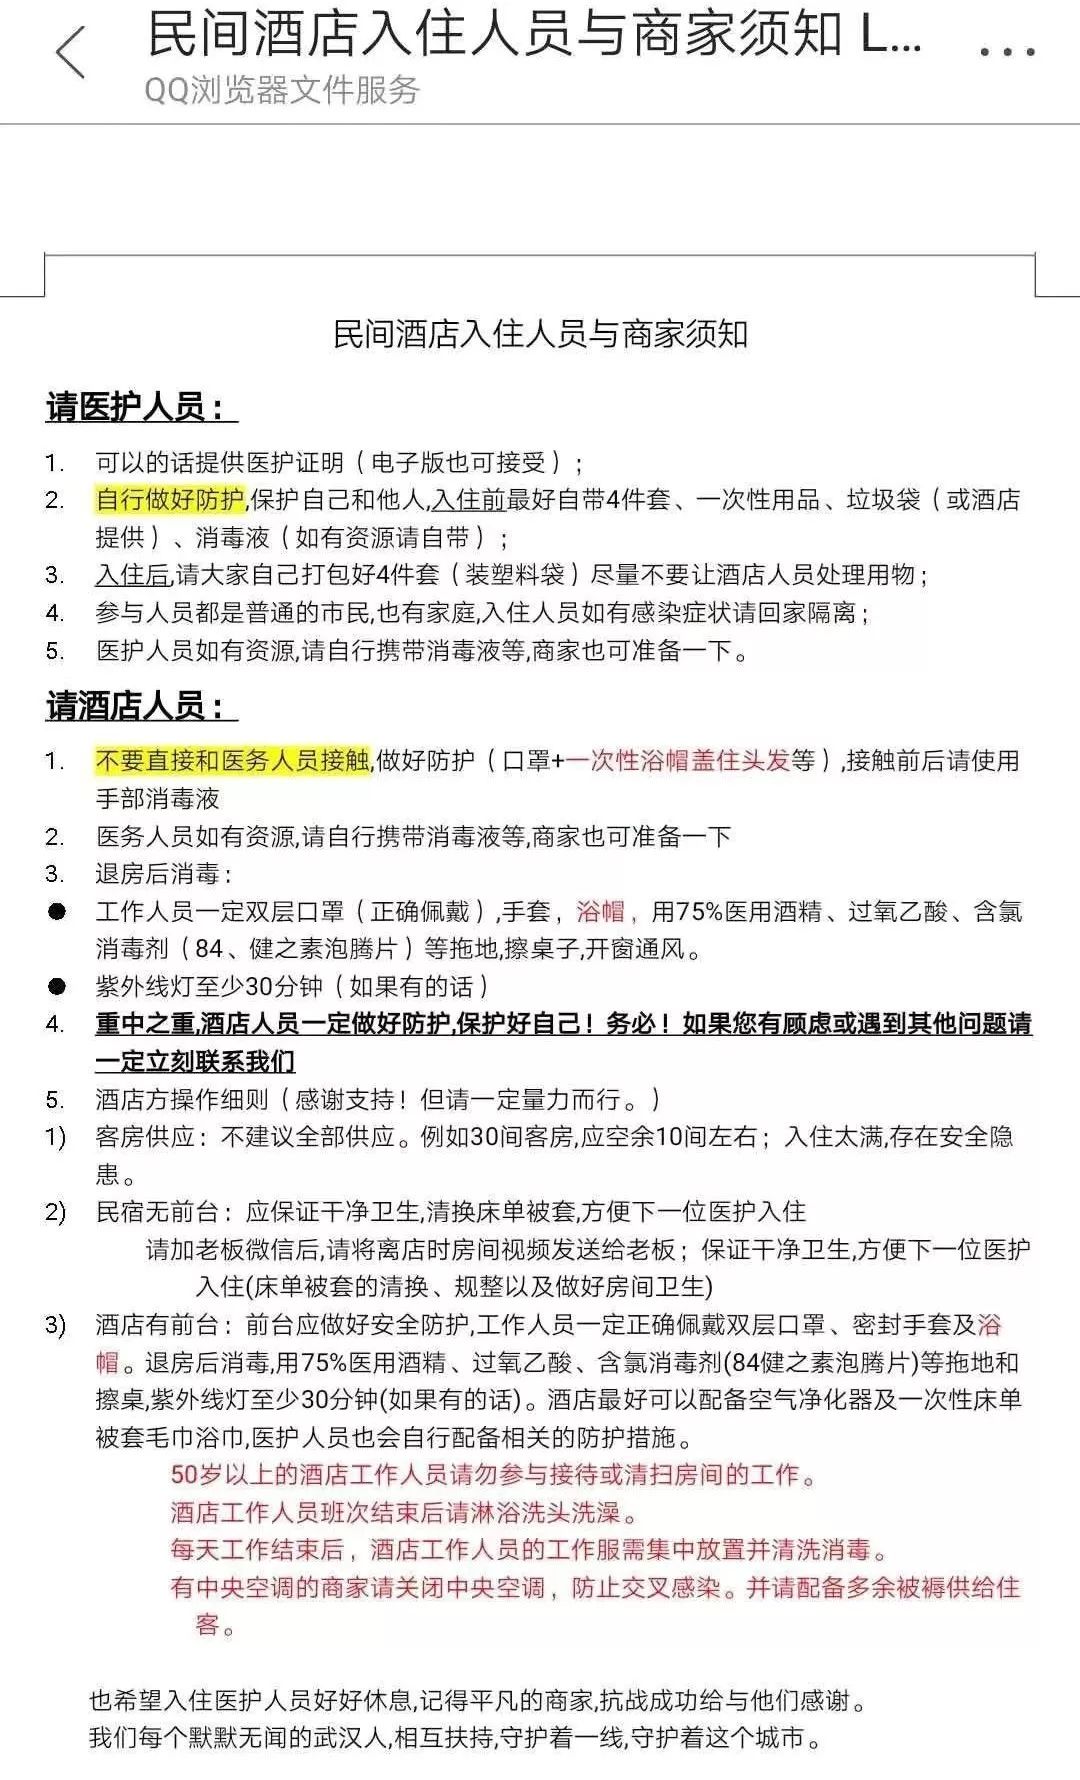 民间酒店入住人员与商家须知 L...
QQ浏览器文件服务
民间酒店入住人员与商家须知
请医护人员：
1. 可以的话提供医护证明（电子版也可接受）；
2. 自行做好防护,保护自己和他人,入住前最好自带4件套、一次性用品、垃圾袋（或酒店
提供）、消毒液（如有资源请自带）；
3. 入住后,请大家自己打包好4件套（装塑料袋）尽量不要让酒店人员处理用物；
4. 参与人员都是普通的市民,也有家庭,入住人员如有感染症状请回家隔离；
5. 医护人员如有资源,请自行携带消毒液等,商家也可准备一下。
请酒店人员：
1. 不要直接和医务人员接触,做好防护（口罩+一次性浴帽盖住头发等）,接触前后请使用
手部消毒液
2. 医务人员如有资源,请自行携带消毒液等,商家也可准备一下
3. 退房后消毒：
● 工作人员一定双层口罩（正确佩戴）,手套，浴帽，用75%医用酒精、过氧乙酸、含氯
消毒剂（84、健之素泡腾片）等拖地,擦桌子,开窗通风。
● 紫外线灯至少30分钟（如果有的话）
4. 重中之重,酒店人员一定做好防护,保护好自己！务必！如果您有顾虑或遇到其他问题请
一定立刻联系我们
5. 酒店方操作细则（感谢支持！但请一定量力而行。）
1) 客房供应：不建议全部供应。例如30间客房,应空余10间左右；入住太满,存在安全隐
患。
2) 民宿无前台：应保证干净卫生,清换床单被套,方便下一位医护入住
请加老板微信后,请将离店时房间视频发送给老板；保证干净卫生,方便下一位医护
入住(床单被套的清换、规整以及做好房间卫生)
3) 酒店有前台：前台应做好安全防护,工作人员一定正确佩戴双层口罩、密封手套及浴
帽。退房后消毒,用75%医用酒精、过氧乙酸、含氯消毒剂(84健之素泡腾片)等拖地和
擦桌,紫外线灯至少30分钟(如果有的话)。酒店最好可以配备空气净化器及一次性床单
被套毛巾浴巾,医护人员也会自行配备相关的防护措施。
50岁以上的酒店工作人员请勿参与接待或清扫房间的工作。
酒店工作人员班次结束后请淋浴洗头洗澡。
每天工作结束后，酒店工作人员的工作服需集中放置并清洗消毒。
有中央空调的商家请关闭中央空调，防止交叉感染。并请配备多余被褥供给住
客。
也希望入住医护人员好好休息,记得平凡的商家,抗战成功给与他们感谢。
我们每个默默无闻的武汉人,相互扶持,守护着一线,守护着这个城市。